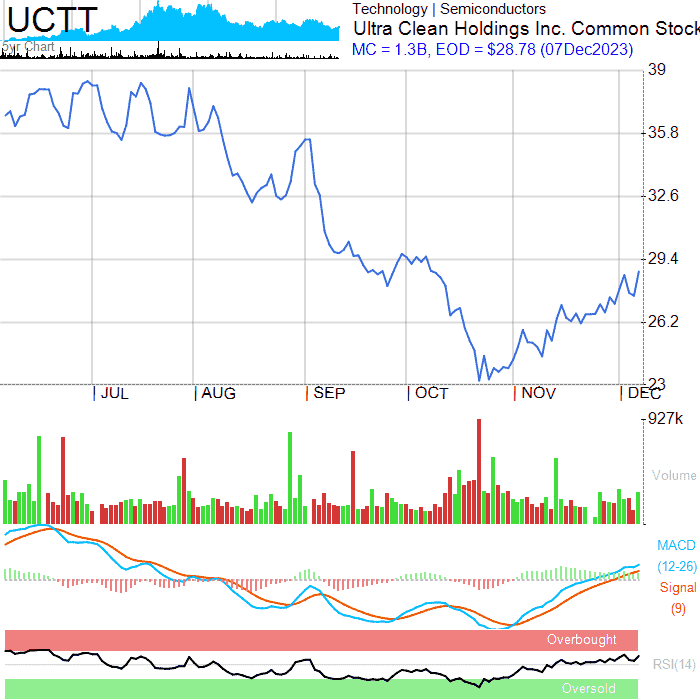 UCTT
5yr Chart
Technology | Semiconductors
Ultra Clean Holdings Inc. Common Stock
MC = 1.3B, EOD = $28.78 (07Dec2023)
39
35.8
32.6
29.4
26.2
23
JUL
AUG
SEP
OCT
NOV
DEC
927k
Volume
MACD
(12-26)
Signal
(9)
Overbought
RSI(14)
Oversold